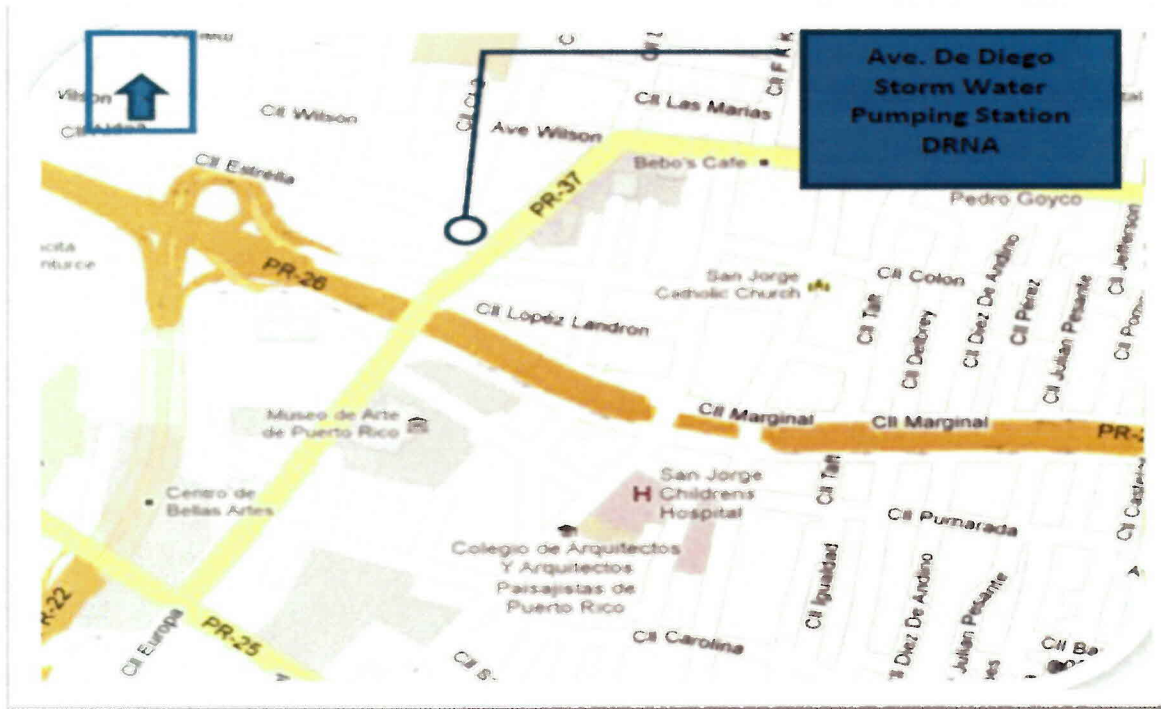 Ave. De Diego
Storm Water
Pumping Station
DRNA
Cll Las Marias
Cll Wilson
Ave Wilson
Bebo's Cafe
Cll Estrella
PR-37
Pedro Goyco
Cll Jefferson
PR-26
San Jorge
Catholic Church
Cll Colon
Cll Taft
Cll Delbrey
Cll Diez De Andino
Cll Pérez
Cll Julian Pesante
Cll Lopéz Landron
Museo de Arte
de Puerto Rico
Cll Marginal
Cll Marginal
Centro de
Bellas Artes
H
San Jorge
Childrens
Hospital
Cll Taft
Cll Pumarada
Colegio de Arquitectos
Y Arquitectos
Paisajistas de
Puerto Rico
Cll Igualdad
Cll Diez De Andino
Julian Pesante
PR-22
Cll Europa
PR-25
Cll Carolina